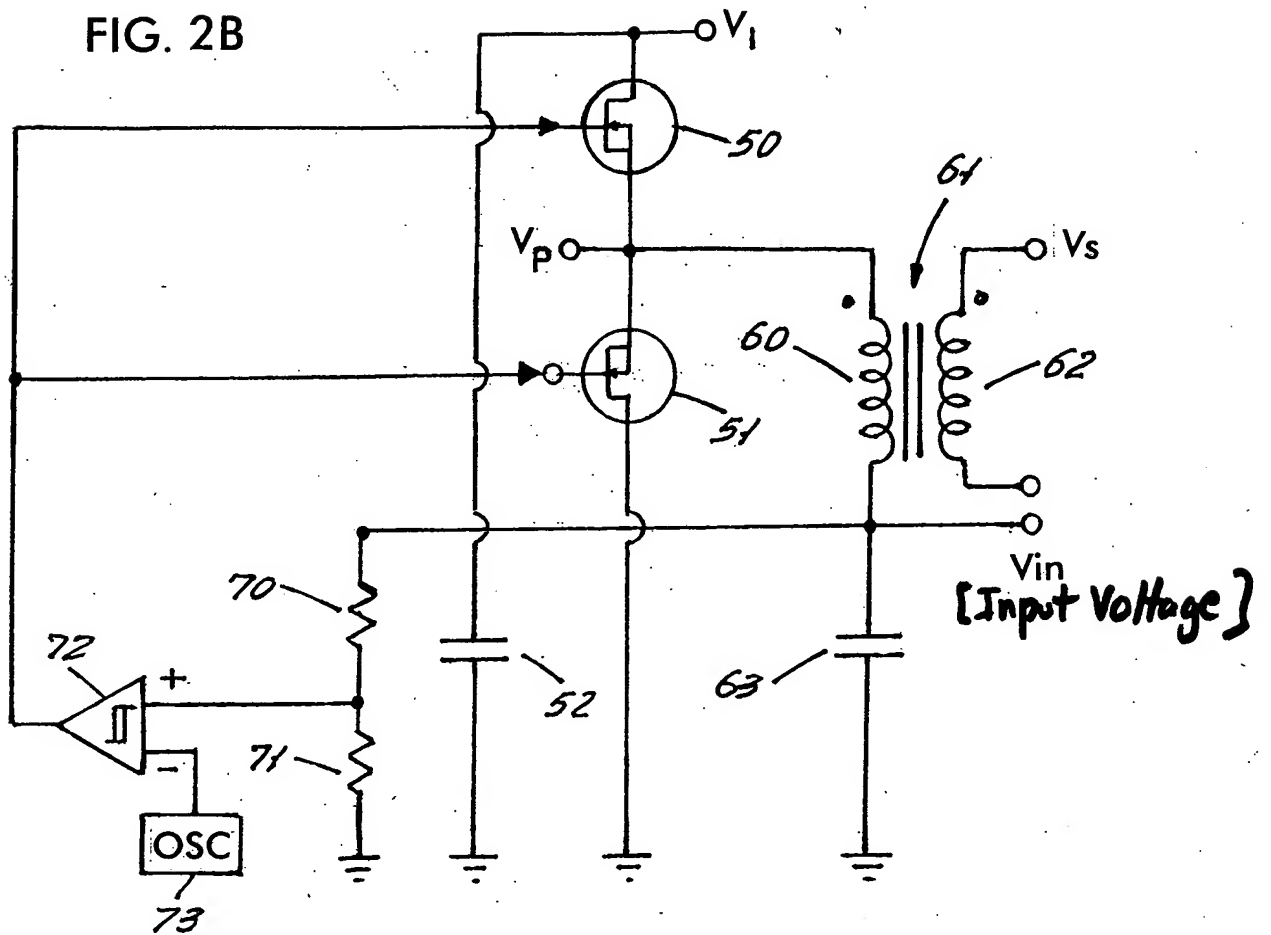 FIG. 2B
V1
50
61
Vp
Vs
60
62
51
70
Vin
[Input Voltage]
72
+
63
52
71
−
OSC
73